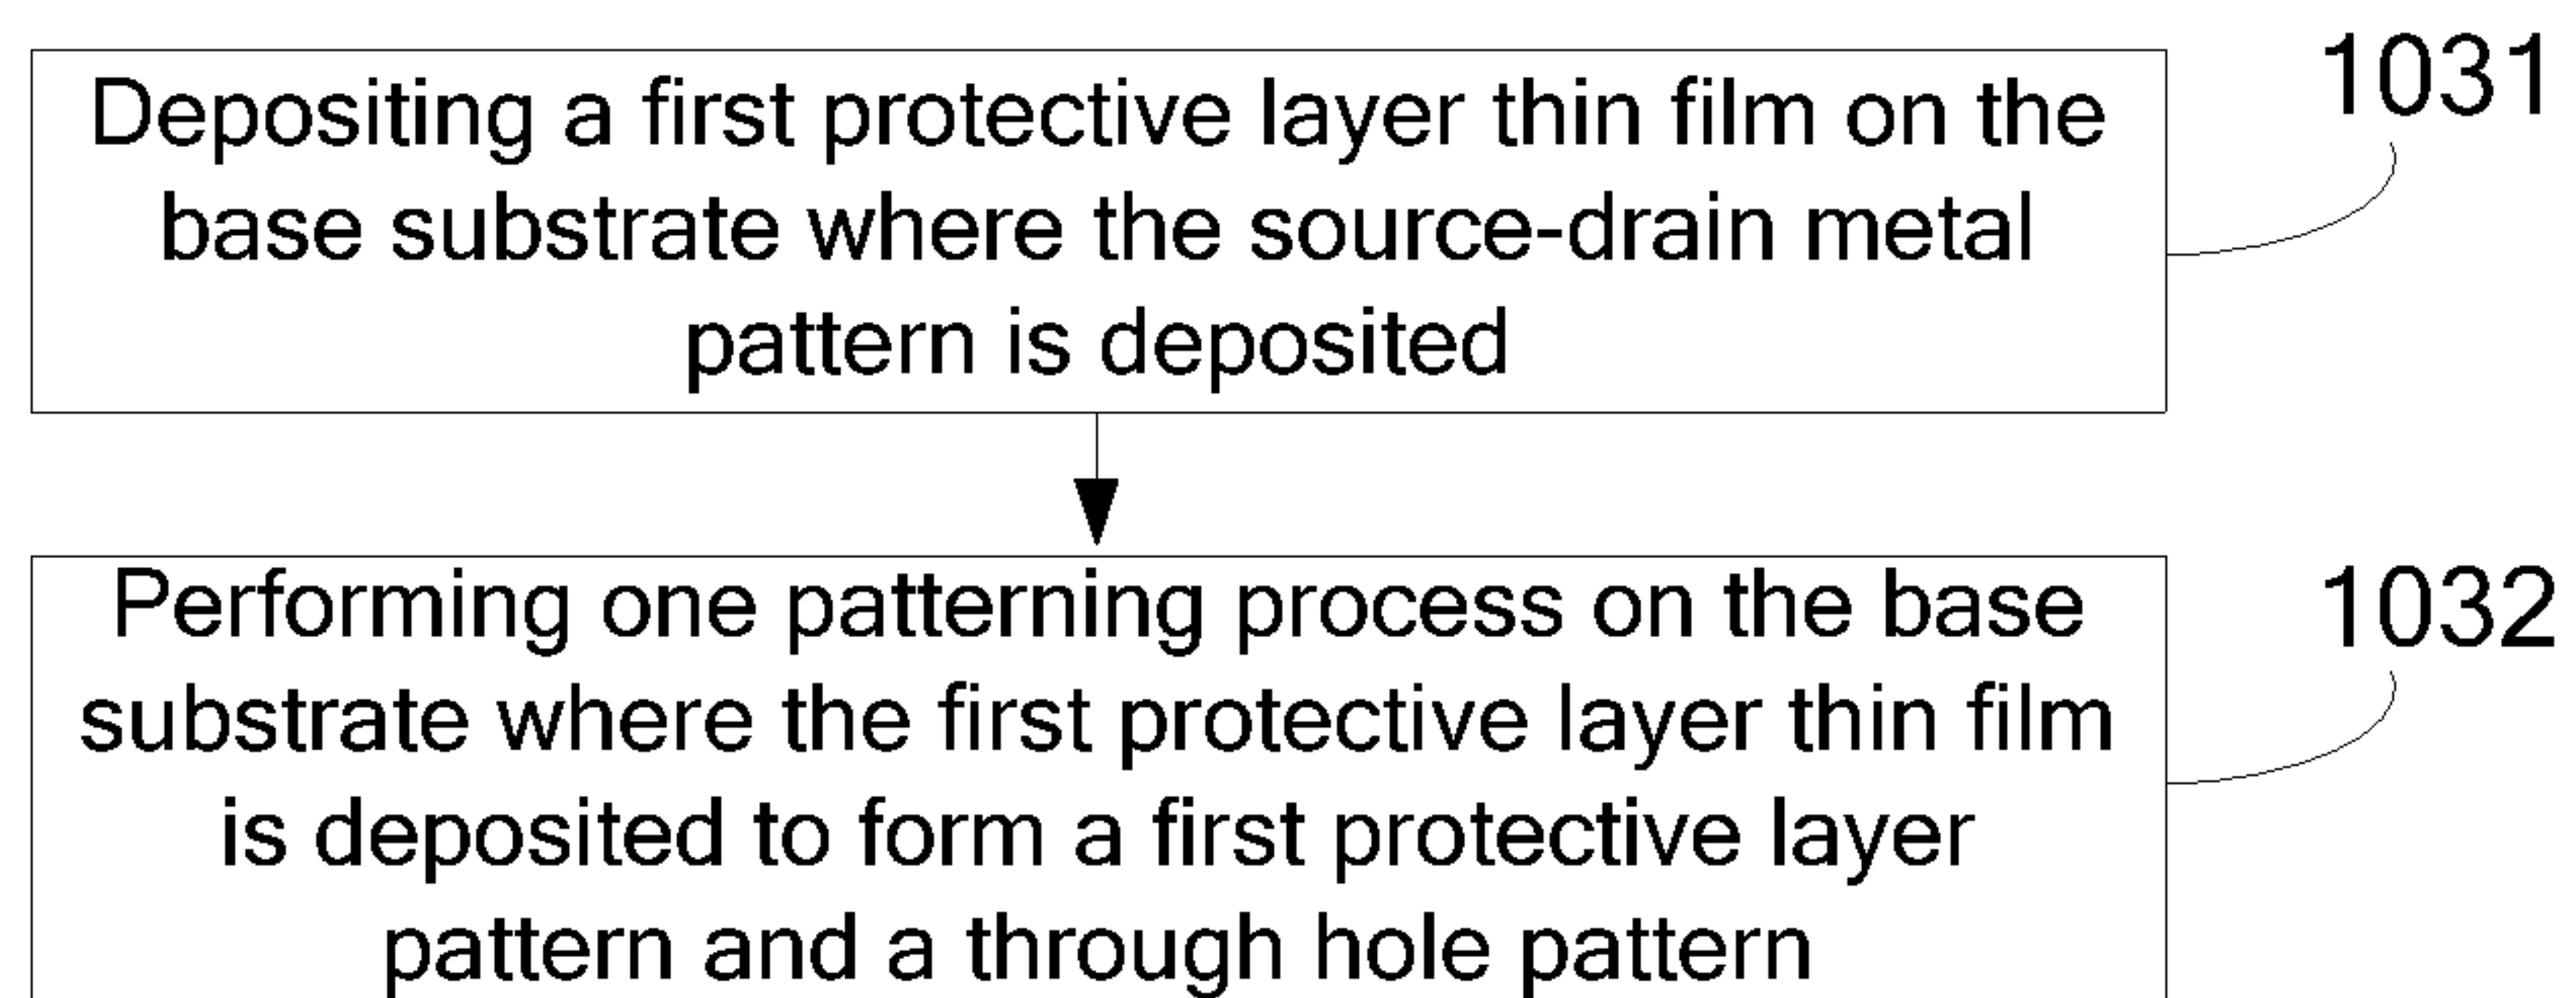 Depositing a first protective layer thin film on the
base substrate where the source-drain metal
pattern is deposited
1031
Performing one patterning process on the base
substrate where the first protective layer thin film
is deposited to form a first protective layer
pattern and a through hole pattern
1032